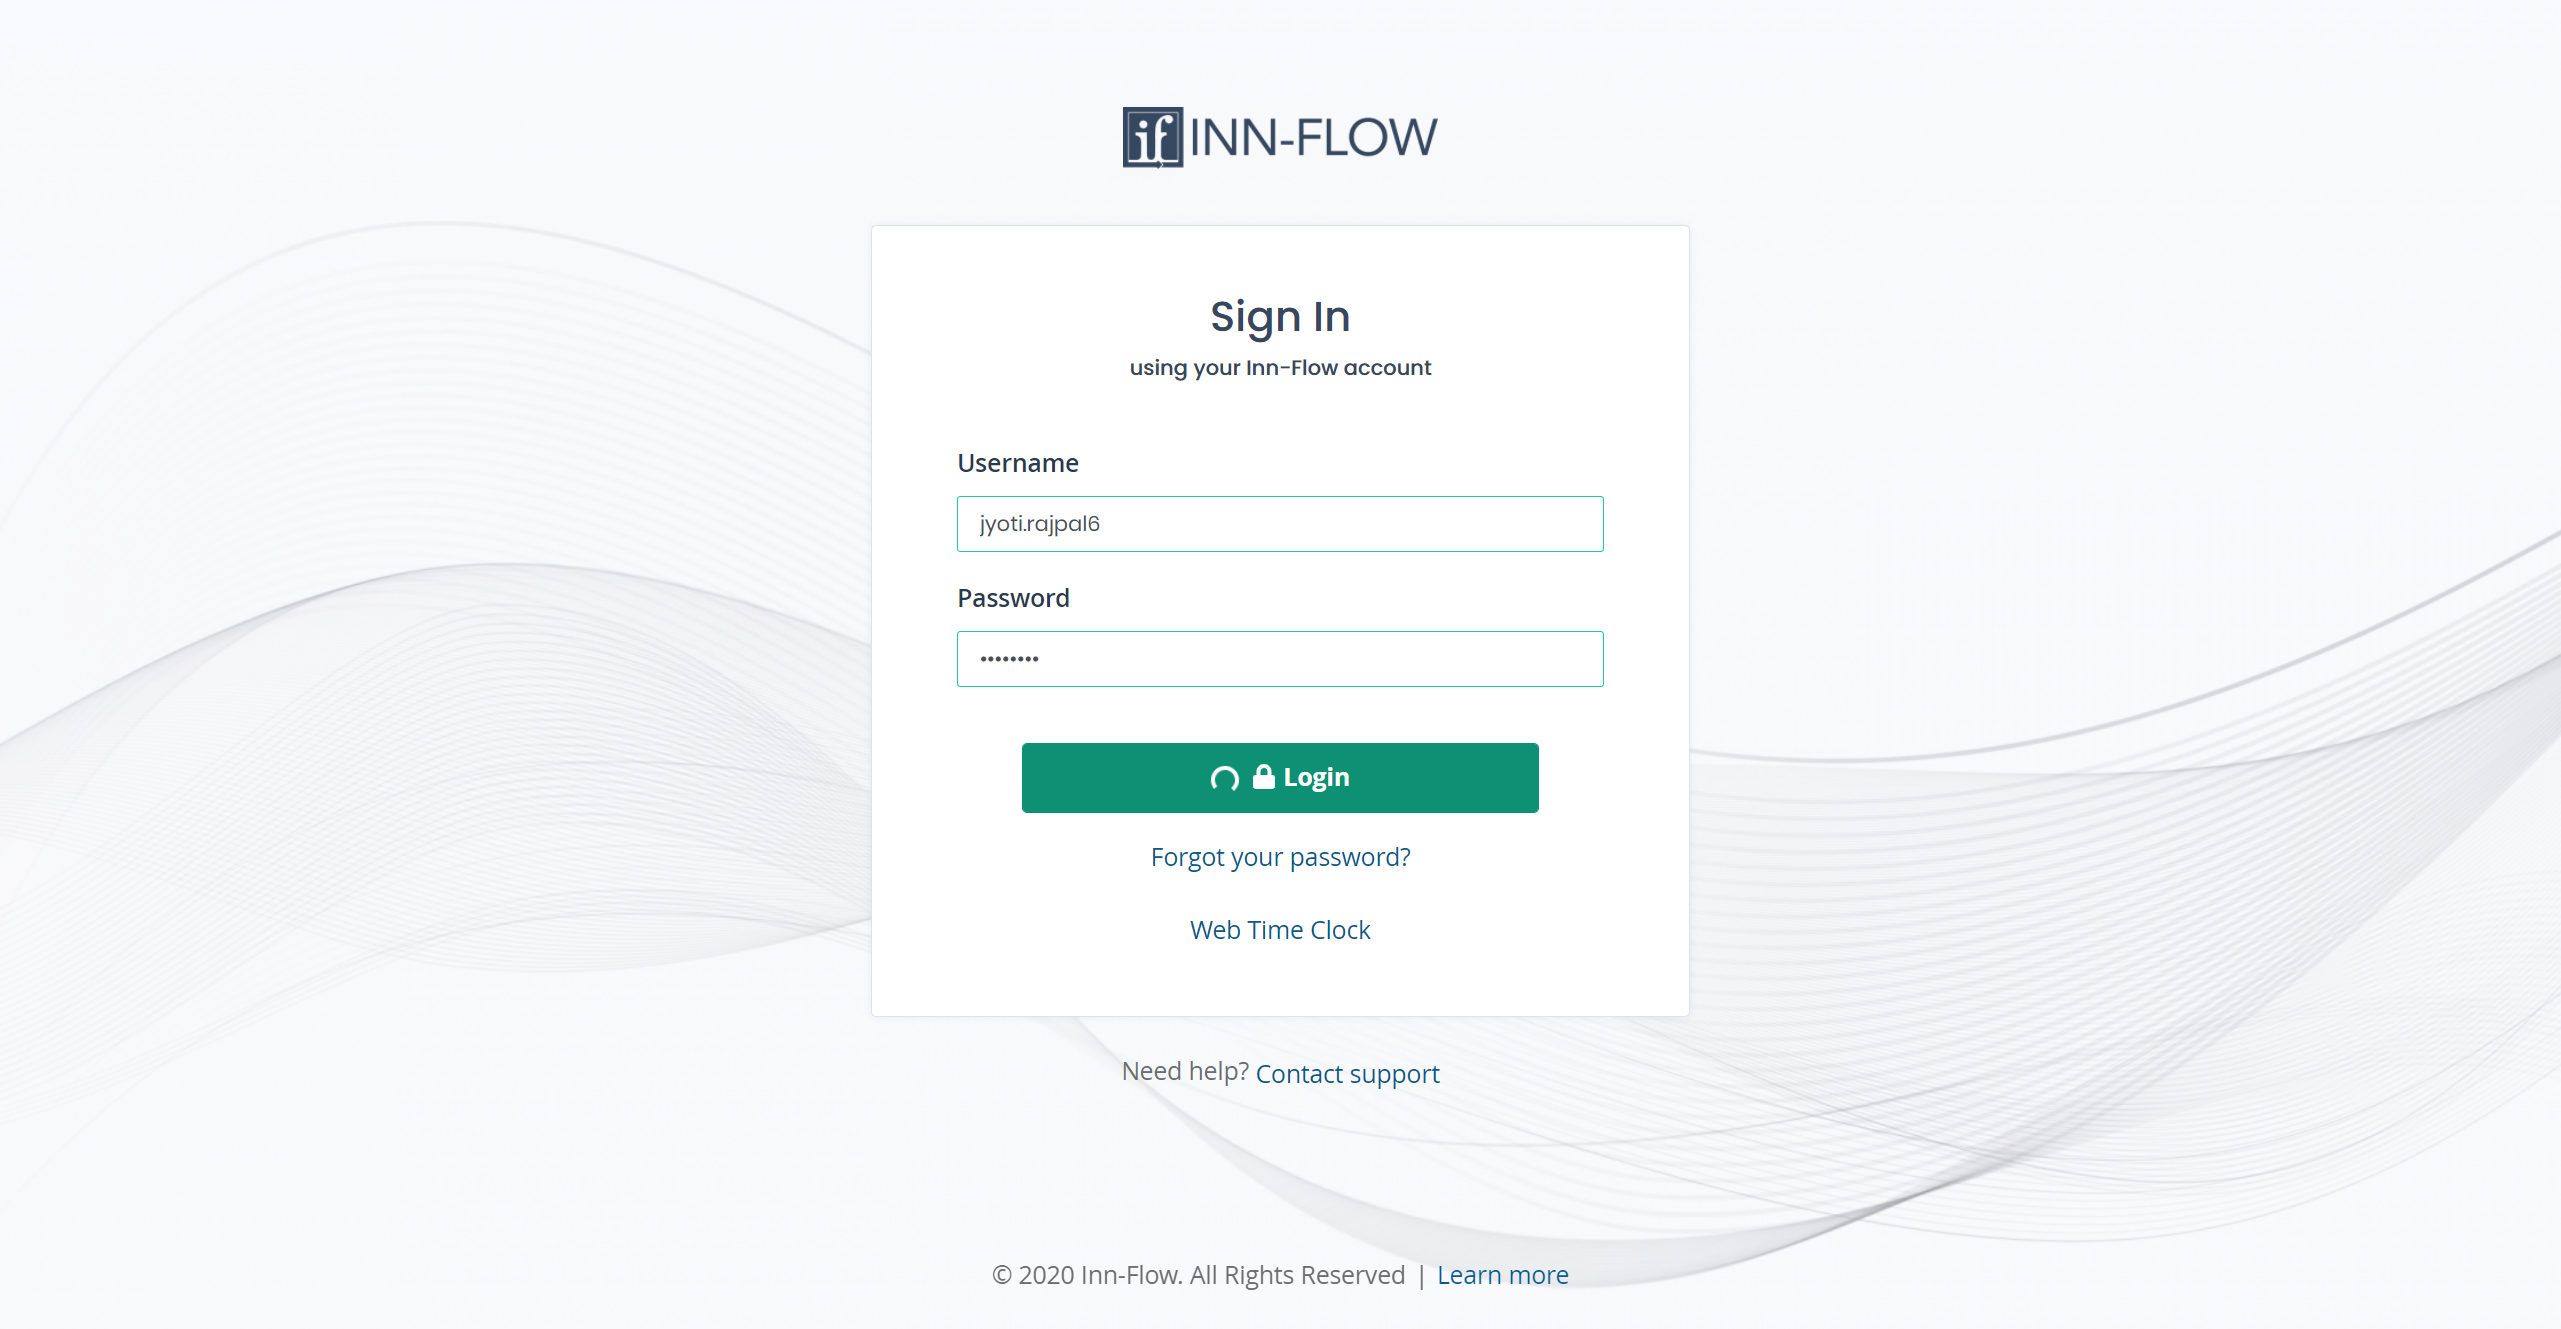 if INN-FLOW
Sign In
using your Inn-Flow account
Username
jyoti.rajpal6
Password
••••••••
Login
Forgot your password?
Web Time Clock
Need help? Contact support
© 2020 Inn-Flow. All Rights Reserved | Learn more